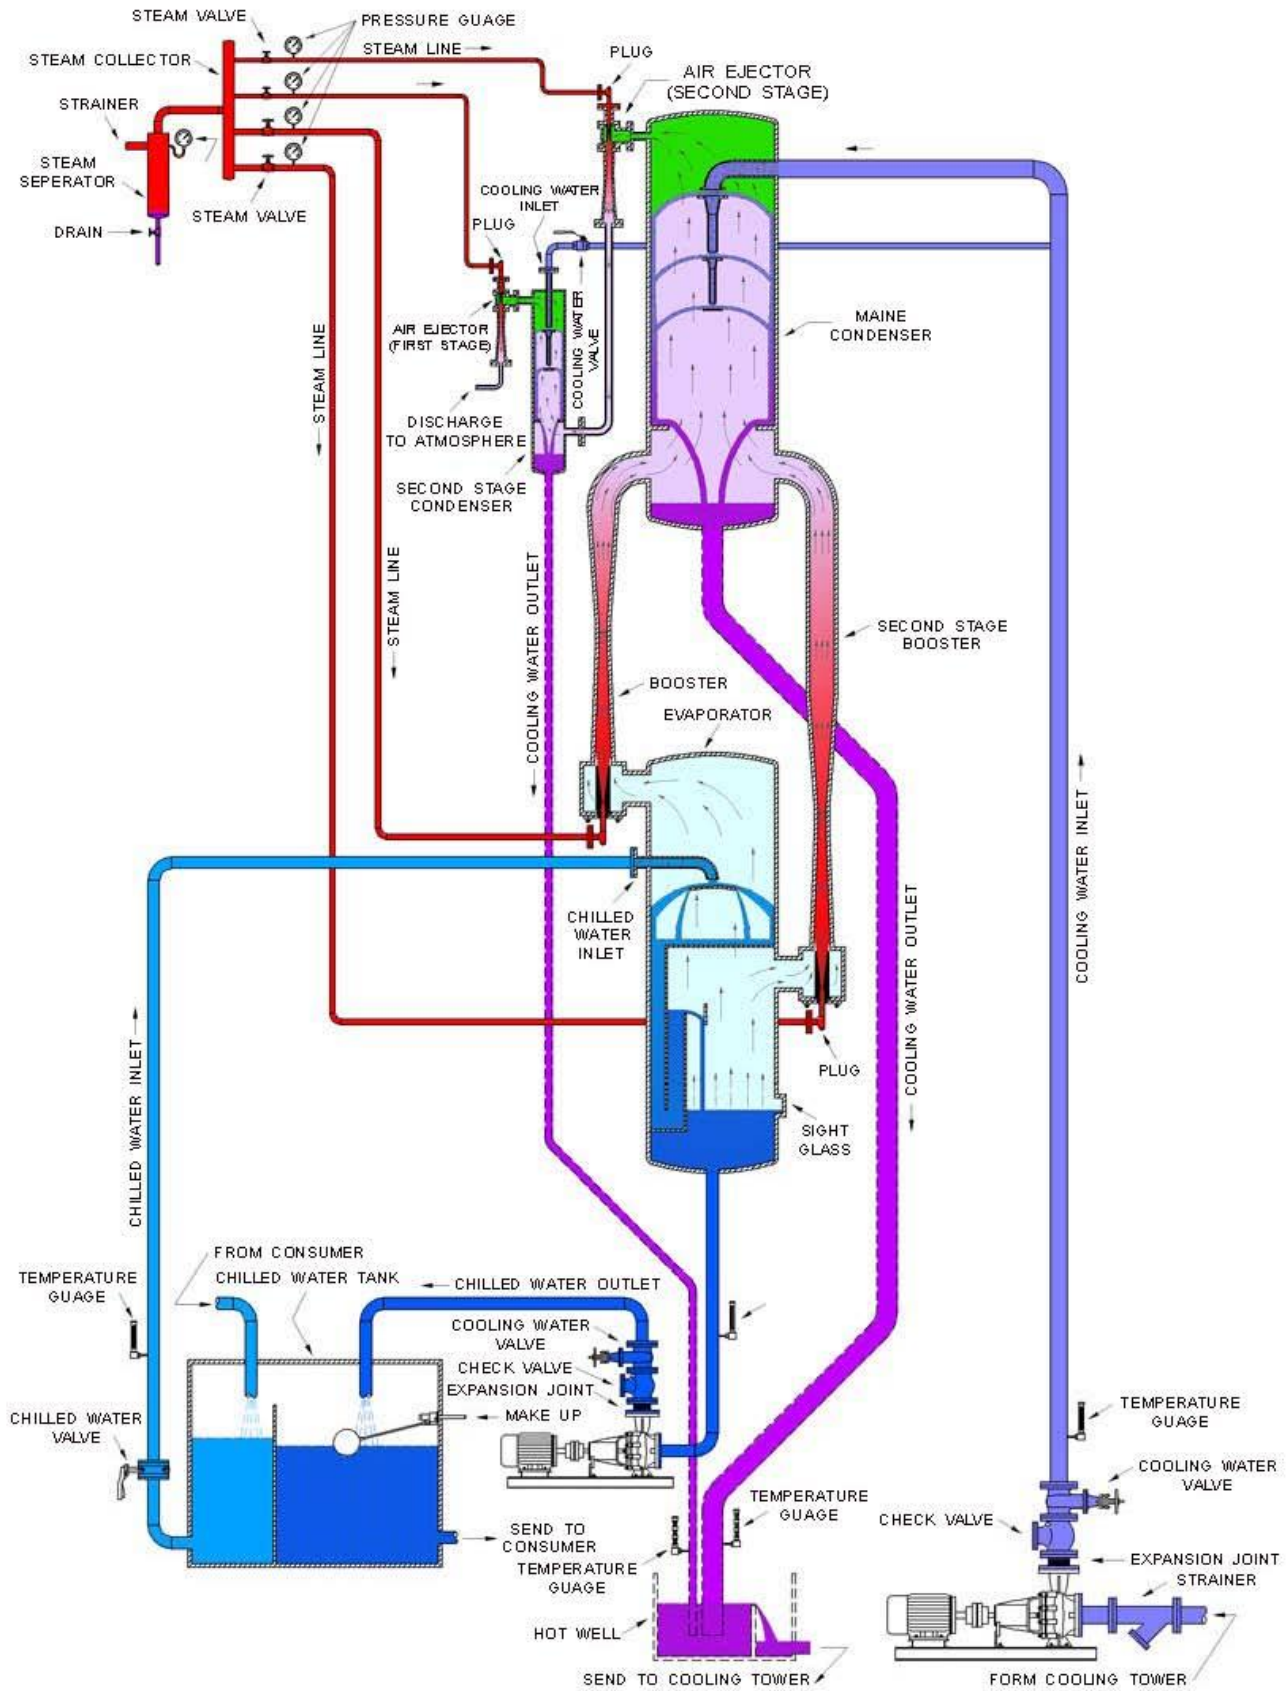 STEAM VALVE
PRESSURE GUAGE
STEAM LINE
PLUG
STEAM COLLECTOR
AIR EJECTOR
(SECOND STAGE)
STRAINER
STEAM
SEPERATOR
STEAM VALVE
DRAIN
COOLING WATER
INLET
PLUG
AIR EJECTOR
(FIRST STAGE)
COOLING WATER
VALVE
MAINE
CONDENSER
STEAM LINE
DISCHARGE
TO ATMOSPHERE
SECOND STAGE
CONDENSER
STEAM LINE
COOLING WATER OUTLET
SECOND STAGE
BOOSTER
BOOSTER
EVAPORATOR
COOLING WATER INLET
CHILLED
WATER
INLET
COOLING WATER OUTLET
PLUG
CHILLED WATER INLET
SIGHT
GLASS
FROM CONSUMER
CHILLED WATER TANK
CHILLED WATER OUTLET
TEMPERATURE
GUAGE
COOLING WATER
VALVE
CHECK VALVE
EXPANSION JOINT
MAKE UP
CHILLED WATER
VALVE
TEMPERATURE
GUAGE
COOLING WATER
VALVE
TEMPERATURE
GUAGE
CHECK VALVE
SEND TO
CONSUMER
TEMPERATURE
GUAGE
EXPANSION JOINT
STRAINER
HOT WELL
SEND TO COOLING TOWER
FORM COOLING TOWER